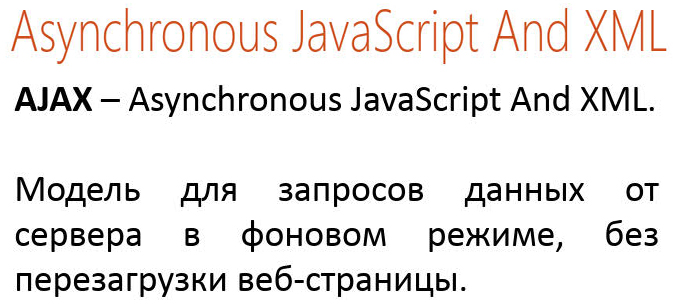 Asynchronous JavaScript And XML
AJAX – Asynchronous JavaScript And XML.
Модель для запросов данных от
сервера в фоновом режиме, без
перезагрузки веб-страницы.